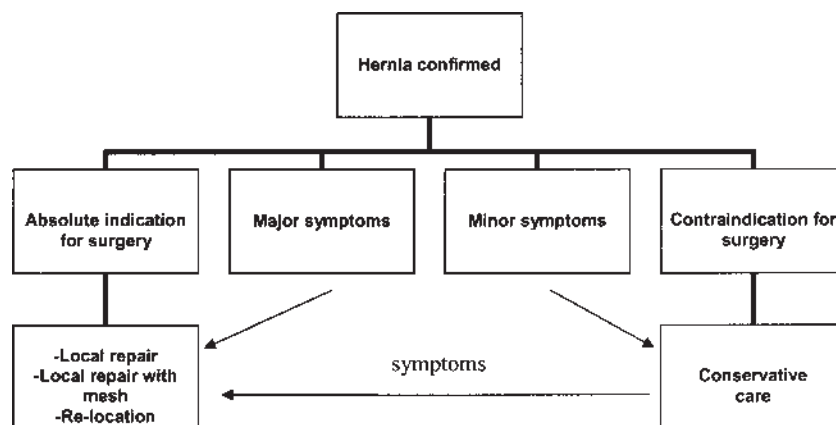 Hernia confirmed
Absolute indication
for surgery
Major symptoms
Minor symptoms
Contraindication for
surgery
-Local repair
-Local repair with
mesh
-Re-location
symptoms
Conservative
care